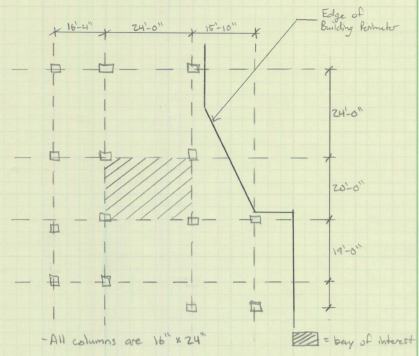 Edge of
Building Perimeter
16'-4" 24'-0" 15'-10"
24'-0"
20'-0"
19'-0"
-All columns are 16" x 24"
= bay of interest